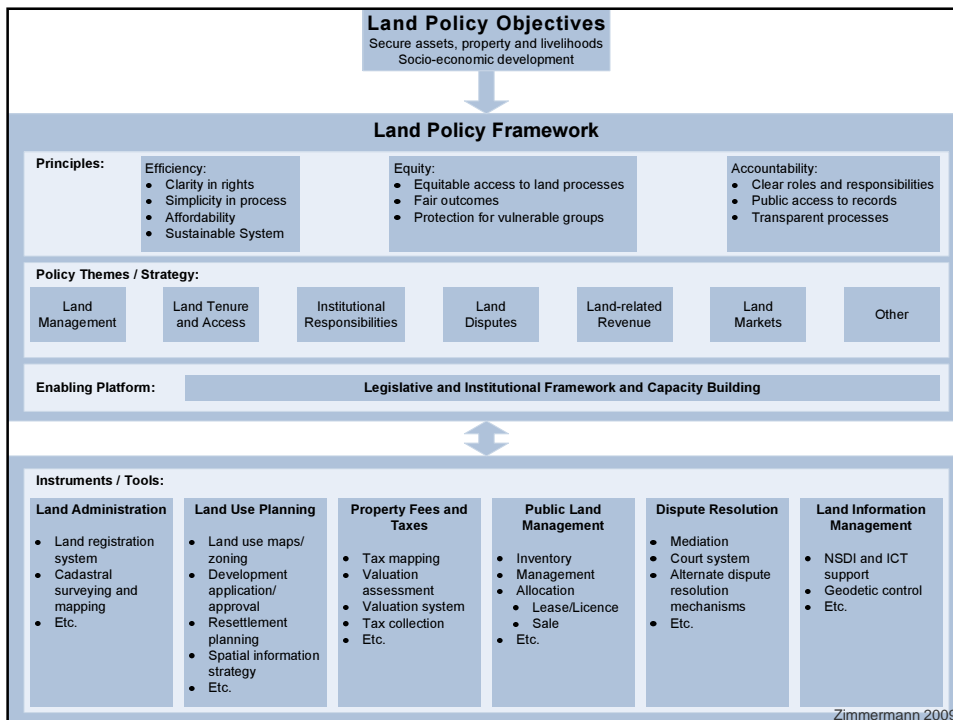 Land Policy Objectives
Secure assets, property and livelihoods
Socio-economic development
Land Policy Framework
Principles:
Efficiency:
• Clarity in rights
• Simplicity in process
• Affordability
• Sustainable System
Equity:
• Equitable access to land processes
• Fair outcomes
• Protection for vulnerable groups
Accountability:
• Clear roles and responsibilities
• Public access to records
• Transparent processes
Policy Themes / Strategy:
Land
Management
Land Tenure
and Access
Institutional
Responsibilities
Land
Disputes
Land-related
Revenue
Land
Markets
Other
Enabling Platform:
Legislative and Institutional Framework and Capacity Building
Instruments / Tools:
Land Administration
• Land registration
system
• Cadastral
surveying and
mapping
• Etc.
Land Use Planning
• Land use maps/
zoning
• Development
application/
approval
• Resettlement
planning
• Spatial information
strategy
• Etc.
Property Fees and
Taxes
• Tax mapping
• Valuation
assessment
• Valuation system
• Tax collection
• Etc.
Public Land
Management
• Inventory
• Management
• Allocation
• Lease/Licence
• Sale
• Etc.
Dispute Resolution
• Mediation
• Court system
• Alternate dispute
resolution
mechanisms
• Etc.
Land Information
Management
• NSDI and ICT
support
• Geodetic control
• Etc.
Zimmermann 2009